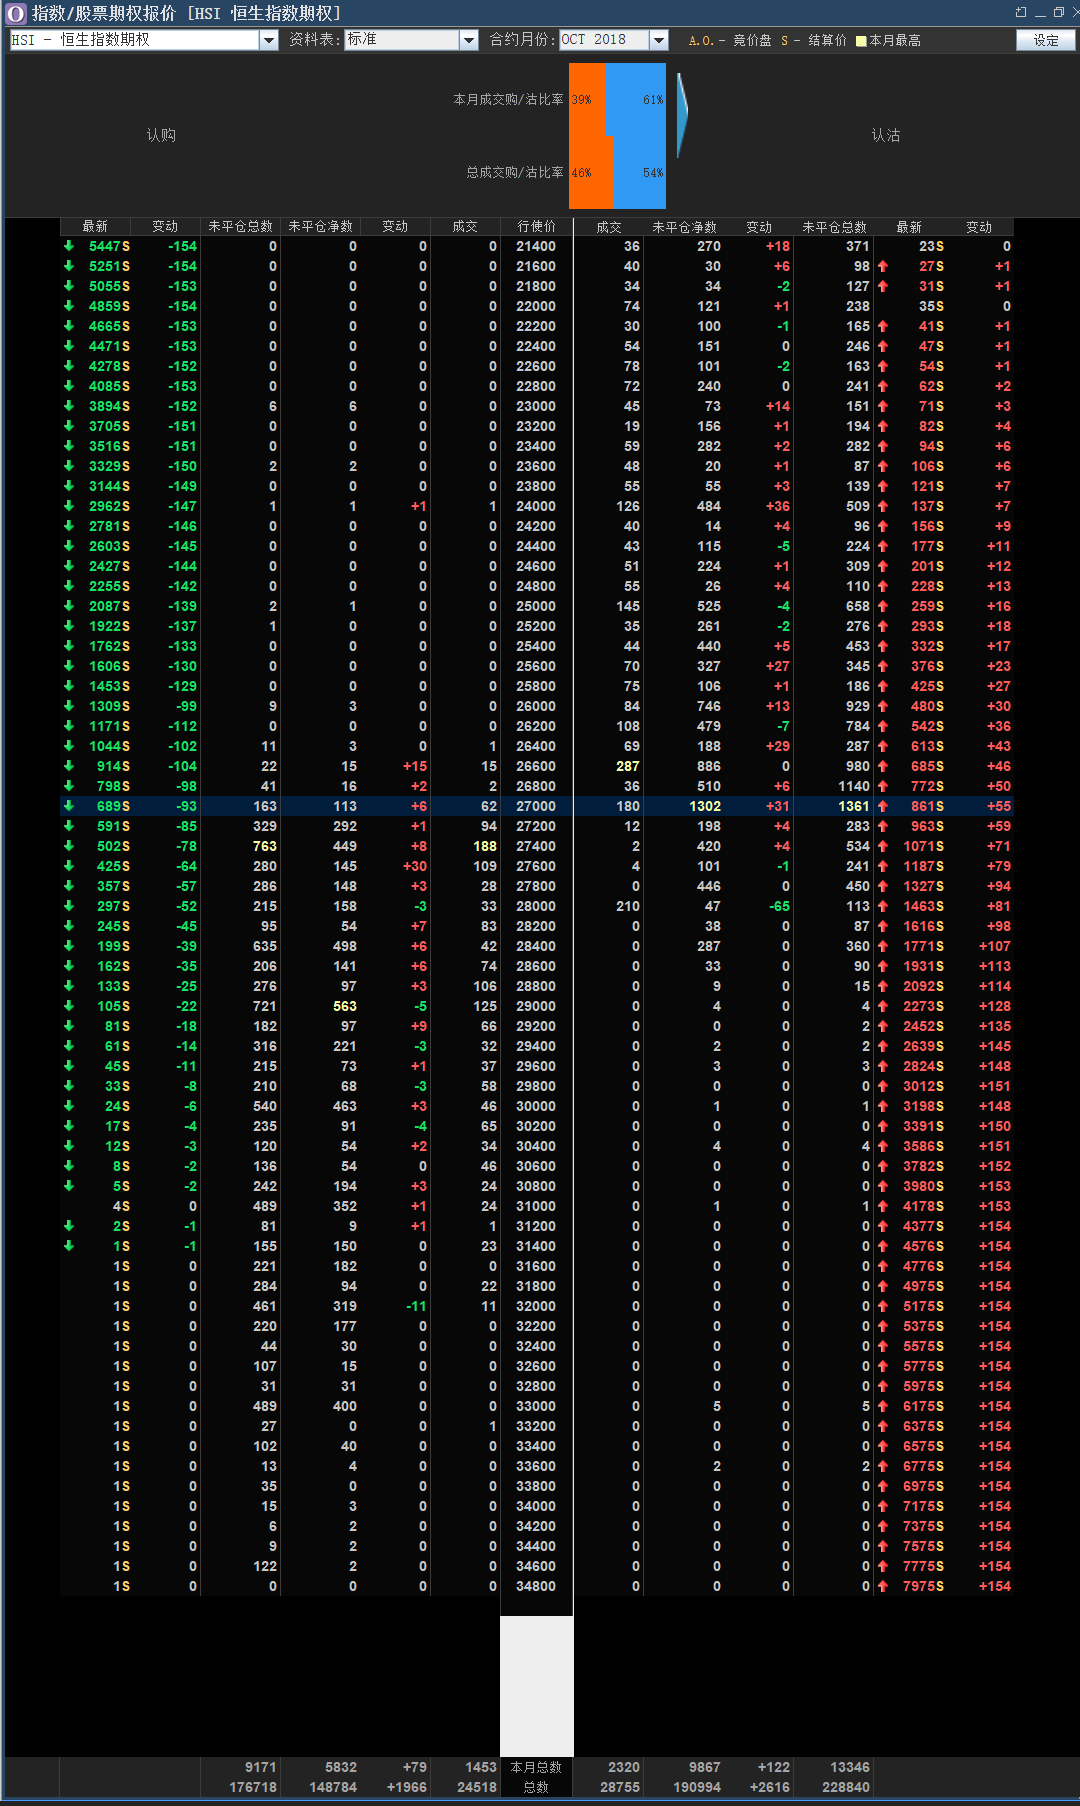 指数/股票期权报价 [HSI 恒生指数期权]
HSI - 恒生指数期权 资料表: 标准 合约月份: OCT 2018 A.O. - 竞价盘 S - 结算价 本月最高 设定
本月成交购/沽比率 39% 61%
认购 认沽
总成交购/沽比率 46% 54%
最新 变动 未平仓总数 未平仓净数 变动 成交 行使价 成交 未平仓净数 变动 未平仓总数 最新 变动
5447S -154 0 0 0 0 21400 36 270 +18 371 23S 0
5251S -154 0 0 0 0 21600 40 30 +6 98 27S +1
5055S -153 0 0 0 0 21800 34 34 -2 127 31S +1
4859S -154 0 0 0 0 22000 74 121 +1 238 35S 0
4665S -153 0 0 0 0 22200 30 100 -1 165 41S +1
4471S -153 0 0 0 0 22400 54 151 0 246 47S +1
4278S -152 0 0 0 0 22600 78 101 -2 163 54S +1
4085S -153 0 0 0 0 22800 72 240 0 241 62S +2
3894S -152 6 6 0 0 23000 45 73 +14 151 71S +3
3705S -151 0 0 0 0 23200 19 156 +1 194 82S +4
3516S -151 0 0 0 0 23400 59 282 +2 282 94S +6
3329S -150 2 2 0 0 23600 48 20 +1 87 106S +6
3144S -149 0 0 0 0 23800 55 55 +3 139 121S +7
2962S -147 1 1 +1 1 24000 126 484 +36 509 137S +7
2781S -146 0 0 0 0 24200 40 14 +4 96 156S +9
2603S -145 0 0 0 0 24400 43 115 -5 224 177S +11
2427S -144 0 0 0 0 24600 51 224 +1 309 201S +12
2255S -142 0 0 0 0 24800 55 26 +4 110 228S +13
2087S -139 2 1 0 0 25000 145 525 -4 658 259S +16
1922S -137 1 0 0 0 25200 35 261 -2 276 293S +18
1762S -133 0 0 0 0 25400 44 440 +5 453 332S +17
1606S -130 0 0 0 0 25600 70 327 +27 345 376S +23
1453S -129 0 0 0 0 25800 75 106 +1 186 425S +27
1309S -99 9 3 0 0 26000 84 746 +13 929 480S +30
1171S -112 0 0 0 0 26200 108 479 -7 784 542S +36
1044S -102 11 3 0 1 26400 69 188 +29 287 613S +43
914S -104 22 15 +15 15 26600 287 886 0 980 685S +46
798S -98 41 16 +2 2 26800 36 510 +6 1140 772S +50
689S -93 163 113 +6 62 27000 180 1302 +31 1361 861S +55
591S -85 329 292 +1 94 27200 12 198 +4 283 963S +59
502S -78 763 449 +8 188 27400 2 420 +4 534 1071S +71
425S -64 280 145 +30 109 27600 4 101 -1 241 1187S +79
357S -57 286 148 +3 28 27800 0 446 0 450 1327S +94
297S -52 215 158 -3 33 28000 210 47 -65 113 1463S +81
245S -45 95 54 +7 83 28200 0 38 0 87 1616S +98
199S -39 635 498 +6 42 28400 0 287 0 360 1771S +107
162S -35 206 141 +6 74 28600 0 33 0 90 1931S +113
133S -25 276 97 +3 106 28800 0 9 0 15 2092S +114
105S -22 721 563 -5 125 29000 0 4 0 4 2273S +128
81S -18 182 97 +9 66 29200 0 0 0 2 2452S +135
61S -14 316 221 -3 32 29400 0 2 0 2 2639S +145
45S -11 215 73 +1 37 29600 0 3 0 3 2824S +148
33S -8 210 68 -3 58 29800 0 0 0 0 3012S +151
24S -6 540 463 +3 46 30000 0 1 0 1 3198S +148
17S -4 235 91 -4 65 30200 0 0 0 0 3391S +150
12S -3 120 54 +2 34 30400 0 4 0 4 3586S +151
8S -2 136 54 0 46 30600 0 0 0 0 3782S +152
5S -2 242 194 +3 24 30800 0 0 0 0 3980S +153
4S 0 489 352 +1 24 31000 0 1 0 1 4178S +153
2S -1 81 9 +1 1 31200 0 0 0 0 4377S +154
1S -1 155 150 0 23 31400 0 0 0 0 4576S +154
1S 0 221 182 0 0 31600 0 0 0 0 4776S +154
1S 0 284 94 0 22 31800 0 0 0 0 4975S +154
1S 0 461 319 -11 11 32000 0 0 0 0 5175S +154
1S 0 220 177 0 0 32200 0 0 0 0 5375S +154
1S 0 44 30 0 0 32400 0 0 0 0 5575S +154
1S 0 107 15 0 0 32600 0 0 0 0 5775S +154
1S 0 31 31 0 0 32800 0 0 0 0 5975S +154
1S 0 489 400 0 0 33000 0 5 0 5 6175S +154
1S 0 27 0 0 1 33200 0 0 0 0 6375S +154
1S 0 102 40 0 0 33400 0 0 0 0 6575S +154
1S 0 13 4 0 0 33600 0 2 0 2 6775S +154
1S 0 35 0 0 0 33800 0 0 0 0 6975S +154
1S 0 15 3 0 0 34000 0 0 0 0 7175S +154
1S 0 6 2 0 0 34200 0 0 0 0 7375S +154
1S 0 9 2 0 0 34400 0 0 0 0 7575S +154
1S 0 122 2 0 0 34600 0 0 0 0 7775S +154
1S 0 0 0 0 0 34800 0 0 0 0 7975S +154
9171 5832 +79 1453 本月总数 2320 9867 +122 13346
176718 148784 +1966 24518 总数 28755 190994 +2616 228840